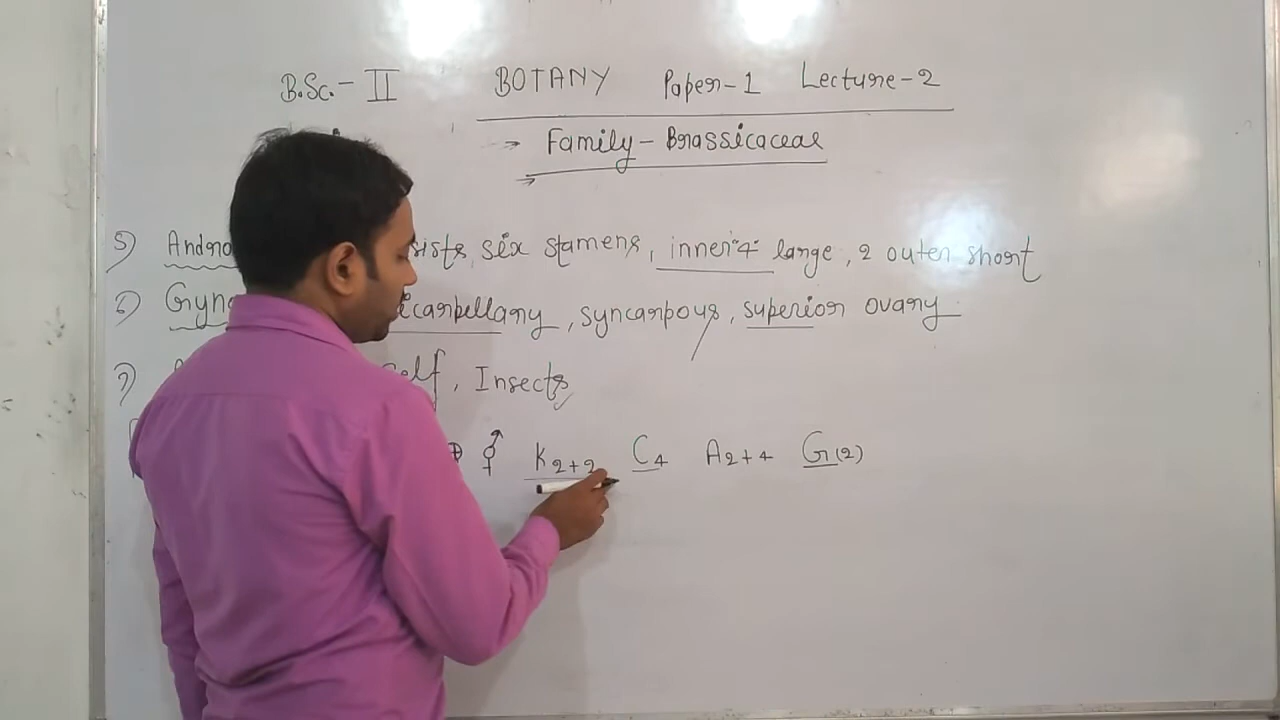 B.Sc.- II BOTANY Paper-1 Lecture-2
→ Family - Brassicaceae
→
5) Andro sists six stamens, inner "4" large, 2 outer short
6) Gyno icarpellary, syncarpous, superior ovary
7) Self, Insects
⊕ ⚥ K2+2 C4 A2+4 G(2)